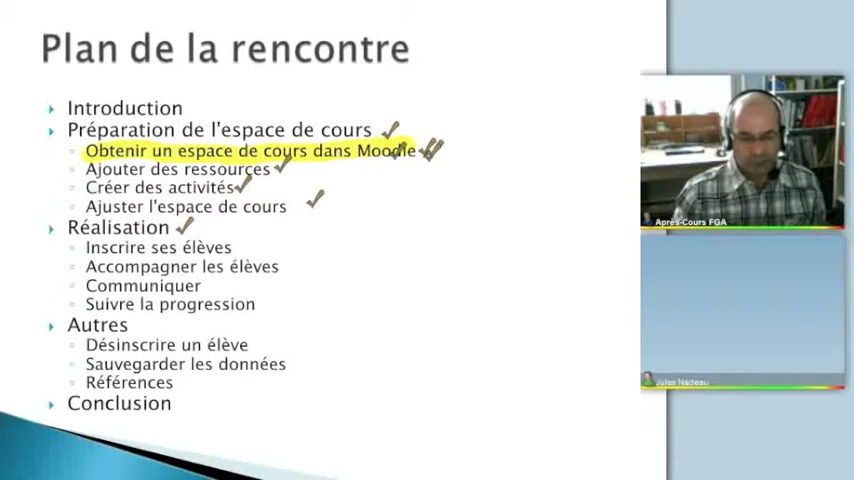 Plan de la rencontre
Introduction
Préparation de l'espace de cours
Obtenir un espace de cours dans Moodle
Ajouter des ressources
Créer des activités
Ajuster l'espace de cours
Réalisation
Inscrire ses élèves
Accompagner les élèves
Communiquer
Suivre la progression
Autres
Désinscrire un élève
Sauvegarder les données
Références
Conclusion
Après-Cours FGA
Jules Nadeau